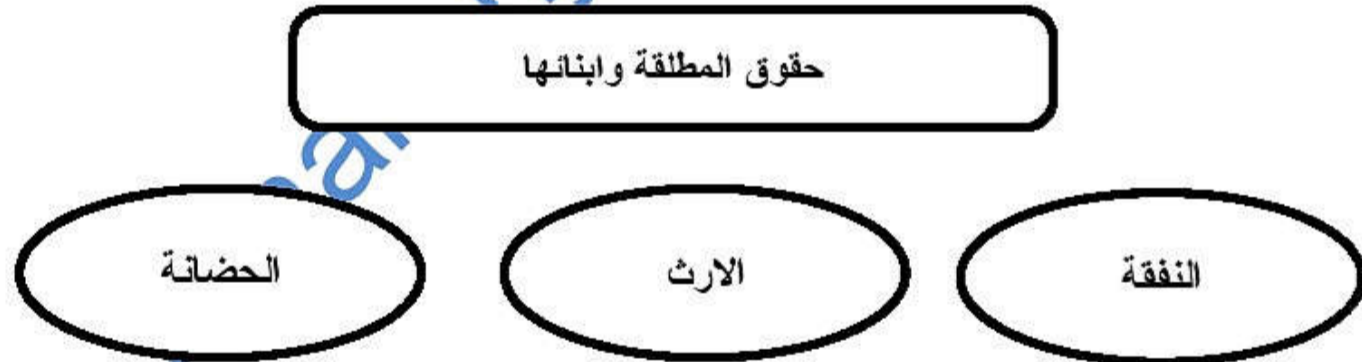 حقوق المطلقة وابنائها
النفقة
الارث
الحضانة